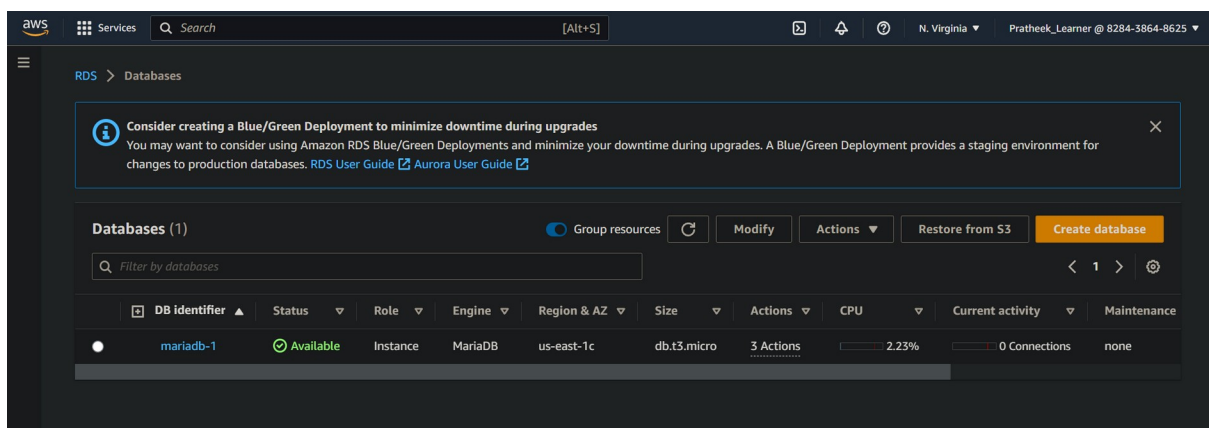 aws Services Search [Alt+S] N. Virginia Pratheek_Learner @ 8284-3864-8625
RDS Databases
Consider creating a Blue/Green Deployment to minimize downtime during upgrades
You may want to consider using Amazon RDS Blue/Green Deployments and minimize your downtime during upgrades. A Blue/Green Deployment provides a staging environment for
changes to production databases. RDS User Guide Aurora User Guide
Databases (1) Group resources Modify Actions Restore from S3 Create database
Filter by databases 1
DB identifier Status Role Engine Region & AZ Size Actions CPU Current activity Maintenance
mariadb-1 Available Instance MariaDB us-east-1c db.t3.micro 3 Actions 2.23% 0 Connections none